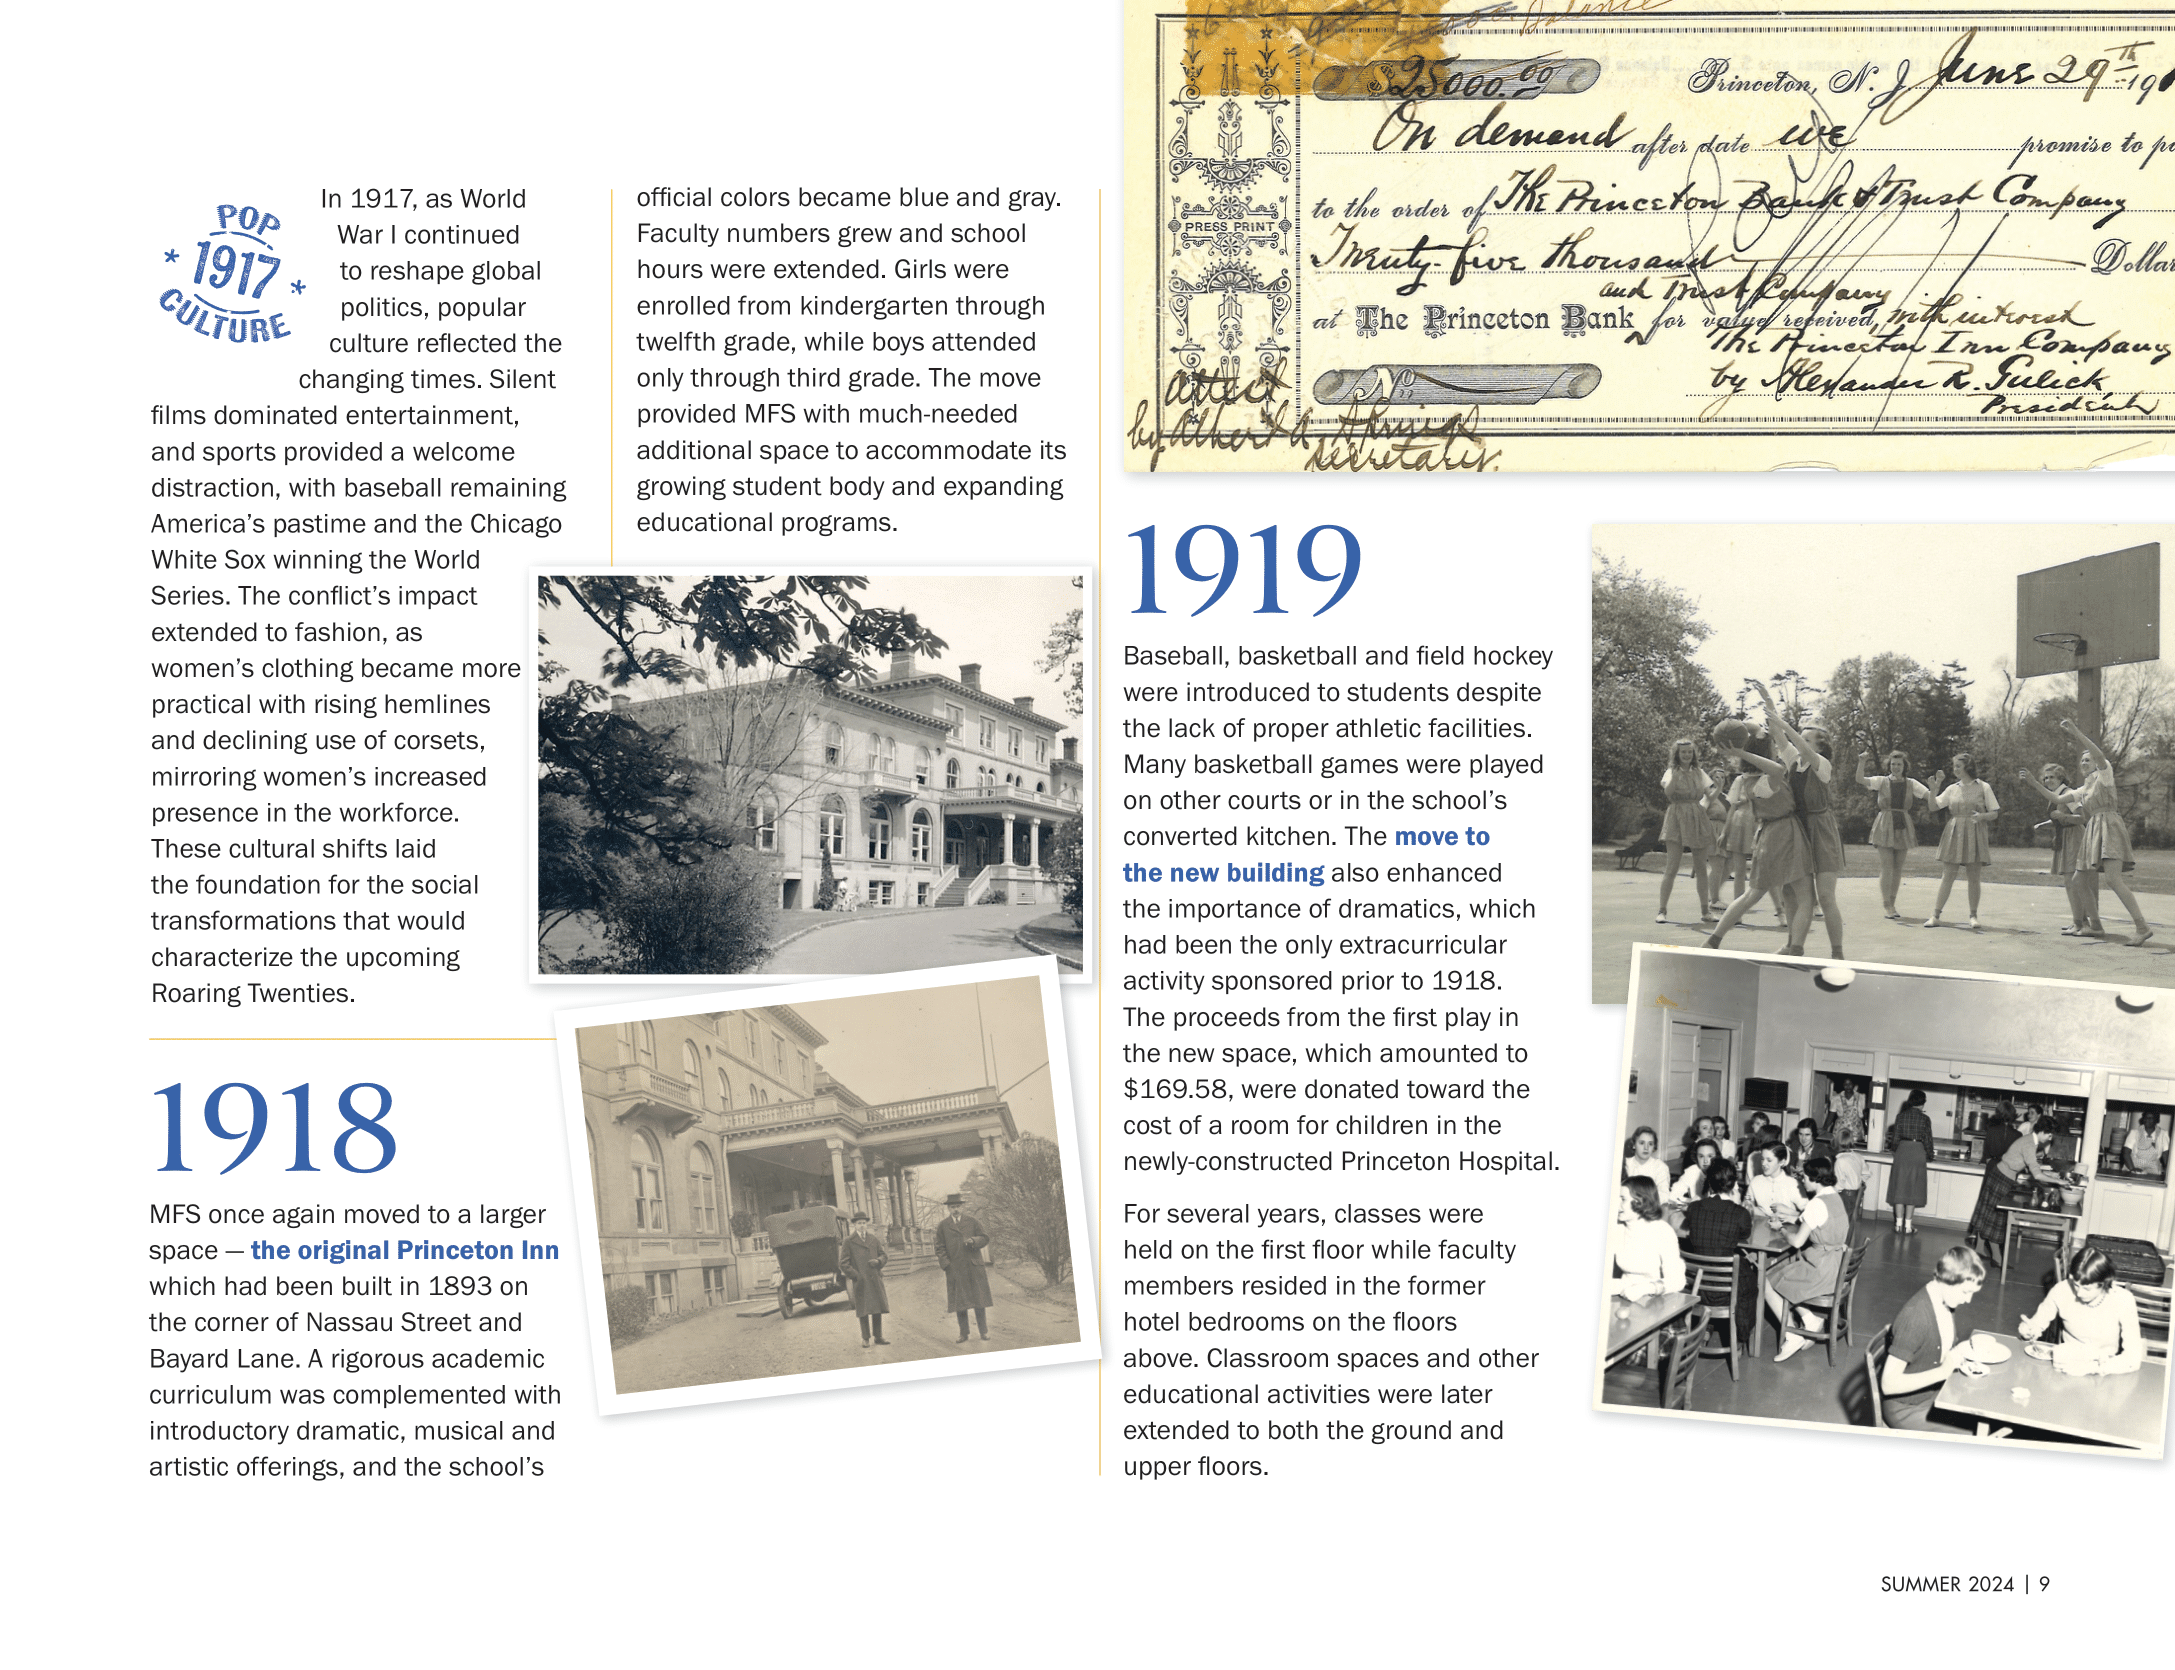 POP
1917
CULTURE
In 1917, as World
War I continued
to reshape global
politics, popular
culture reflected the
changing times. Silent
films dominated entertainment,
and sports provided a welcome
distraction, with baseball remaining
America's pastime and the Chicago
White Sox winning the World
Series. The conflict's impact
extended to fashion, as
women's clothing became more
practical with rising hemlines
and declining use of corsets,
mirroring women's increased
presence in the workforce.
These cultural shifts laid
the foundation for the social
transformations that would
characterize the upcoming
Roaring Twenties.
1918
MFS once again moved to a larger
space — the original Princeton Inn
which had been built in 1893 on
the corner of Nassau Street and
Bayard Lane. A rigorous academic
curriculum was complemented with
introductory dramatic, musical and
artistic offerings, and the school's
official colors became blue and gray.
Faculty numbers grew and school
hours were extended. Girls were
enrolled from kindergarten through
twelfth grade, while boys attended
only through third grade. The move
provided MFS with much-needed
additional space to accommodate its
growing student body and expanding
educational programs.
Balance
$25000.00 Princeton, N. J. June 29th 19
On demand after date we promise to
to the order of The Princeton Bank & Trust Company
Twenty-five thousand Dollar
and Trust Company
at The Princeton Bank for value received, with interest
The Princeton Inn Company
No by Alexander R. Gulick
President
attest
by Albert A.
Secretary.
PRESS PRINT
1919
Baseball, basketball and field hockey
were introduced to students despite
the lack of proper athletic facilities.
Many basketball games were played
on other courts or in the school's
converted kitchen. The move to
the new building also enhanced
the importance of dramatics, which
had been the only extracurricular
activity sponsored prior to 1918.
The proceeds from the first play in
the new space, which amounted to
$169.58, were donated toward the
cost of a room for children in the
newly-constructed Princeton Hospital.
For several years, classes were
held on the first floor while faculty
members resided in the former
hotel bedrooms on the floors
above. Classroom spaces and other
educational activities were later
extended to both the ground and
upper floors.
SUMMER 2024 | 9